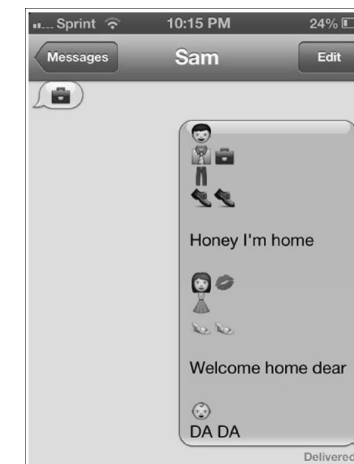 Sprint 10:15 PM 24%
Messages Sam Edit
Honey I'm home
Welcome home dear
DA DA
Delivered